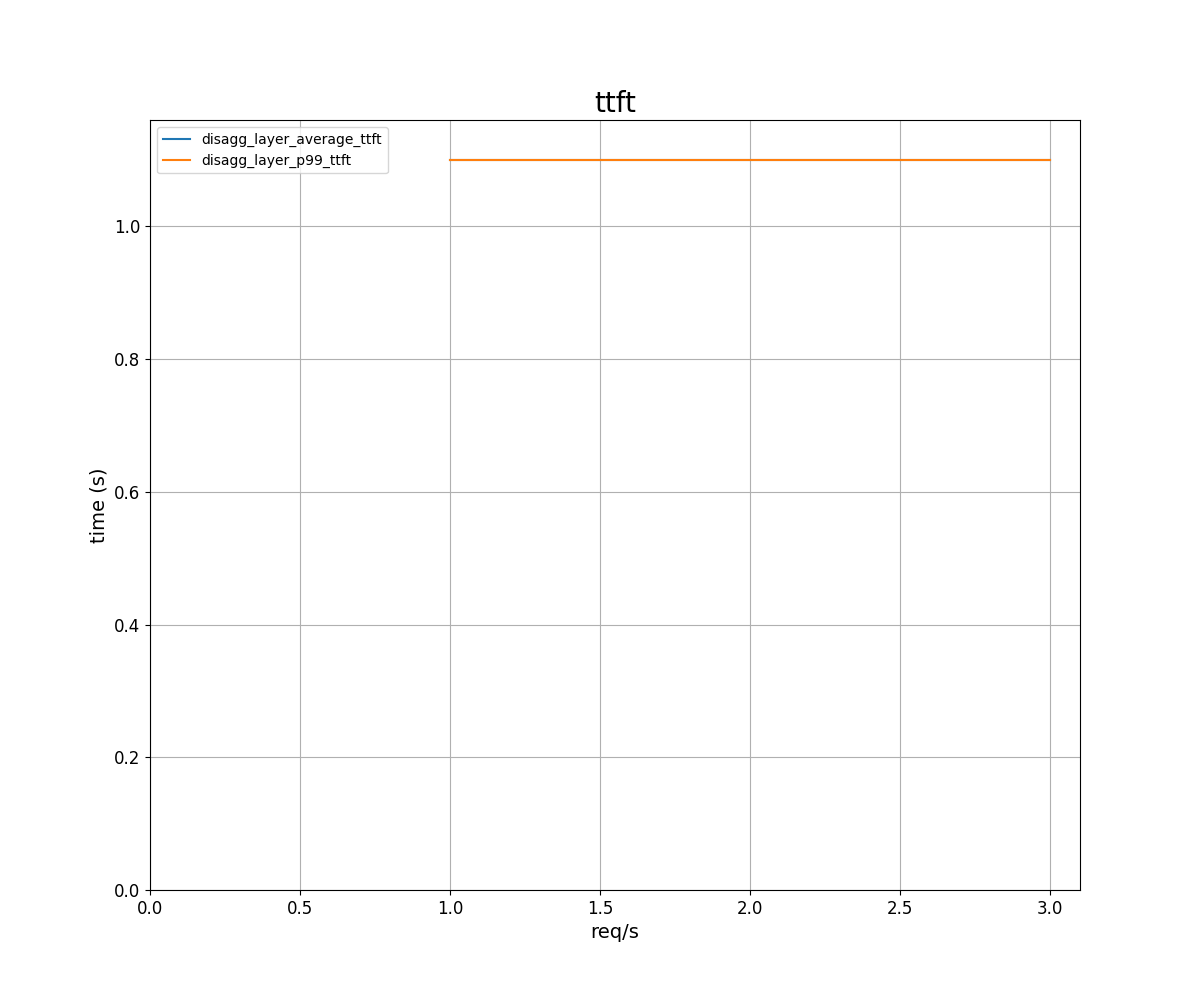 ttft
disagg_layer_average_ttft
disagg_layer_p99_ttft
1.0
0.8
0.6
0.4
0.2
0.0
time (s)
0.0 0.5 1.0 1.5 2.0 2.5 3.0
req/s